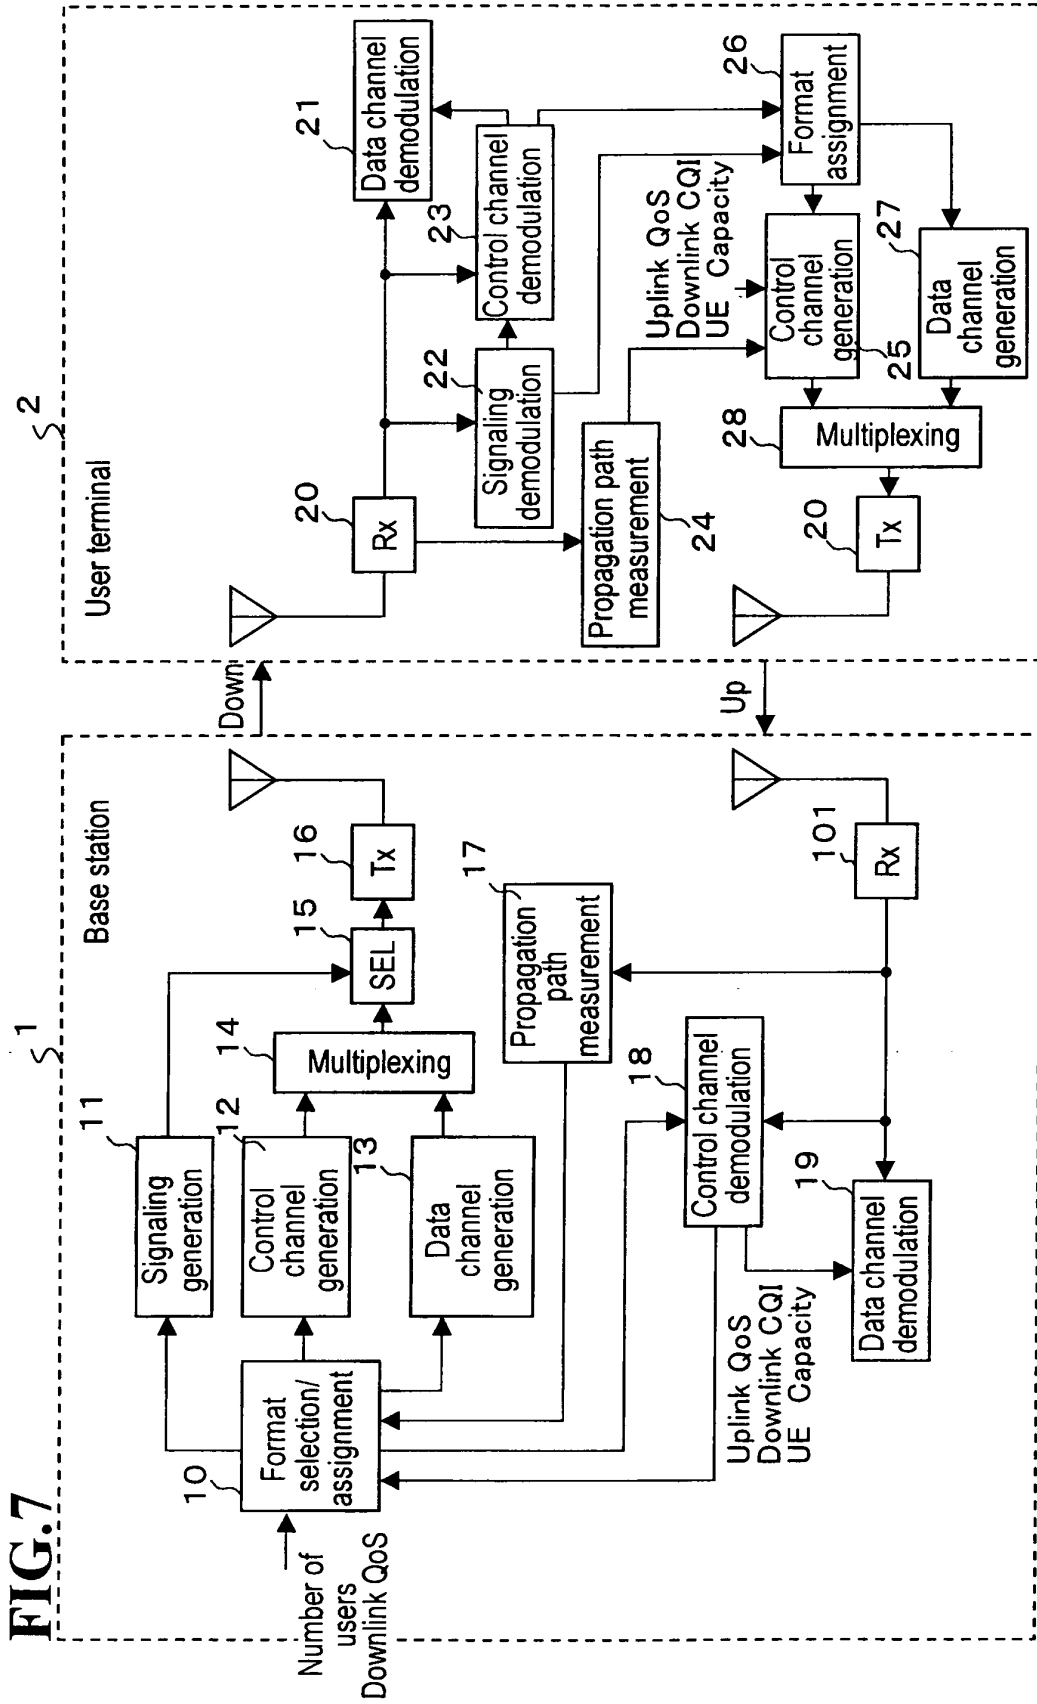 FIG.7
1
Base station
Number of
users
Downlink QoS
10
Format
selection/
assignment
11
Signaling
generation
12
Control
channel
generation
13
Data
channel
generation
14
Multiplexing
15
SEL
16
Tx
17
Propagation
path
measurement
18
Control channel
demodulation
Uplink QoS
Downlink CQI
UE Capacity
19
Data channel
demodulation
101
Rx
Down
Up
2
User terminal
20
Rx
21
Data channel
demodulation
22
Signaling
demodulation
23
Control channel
demodulation
24
Propagation path
measurement
Uplink QoS
Downlink CQI
UE Capacity
25
Control
channel
generation
26
Format
assignment
27
Data
channel
generation
28
Multiplexing
20
Tx